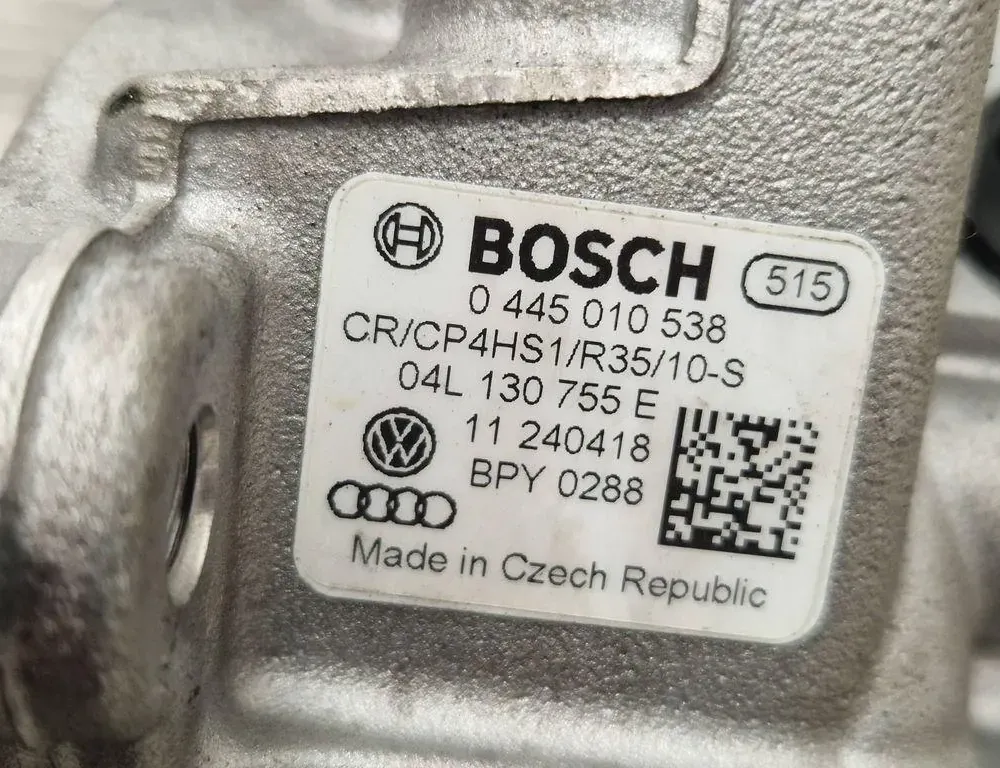 BOSCH 515
0 445 010 538
CR/CP4HS1/R35/10-S
04L 130 755 E
11 240418
BPY 0288
Made in Czech Republic